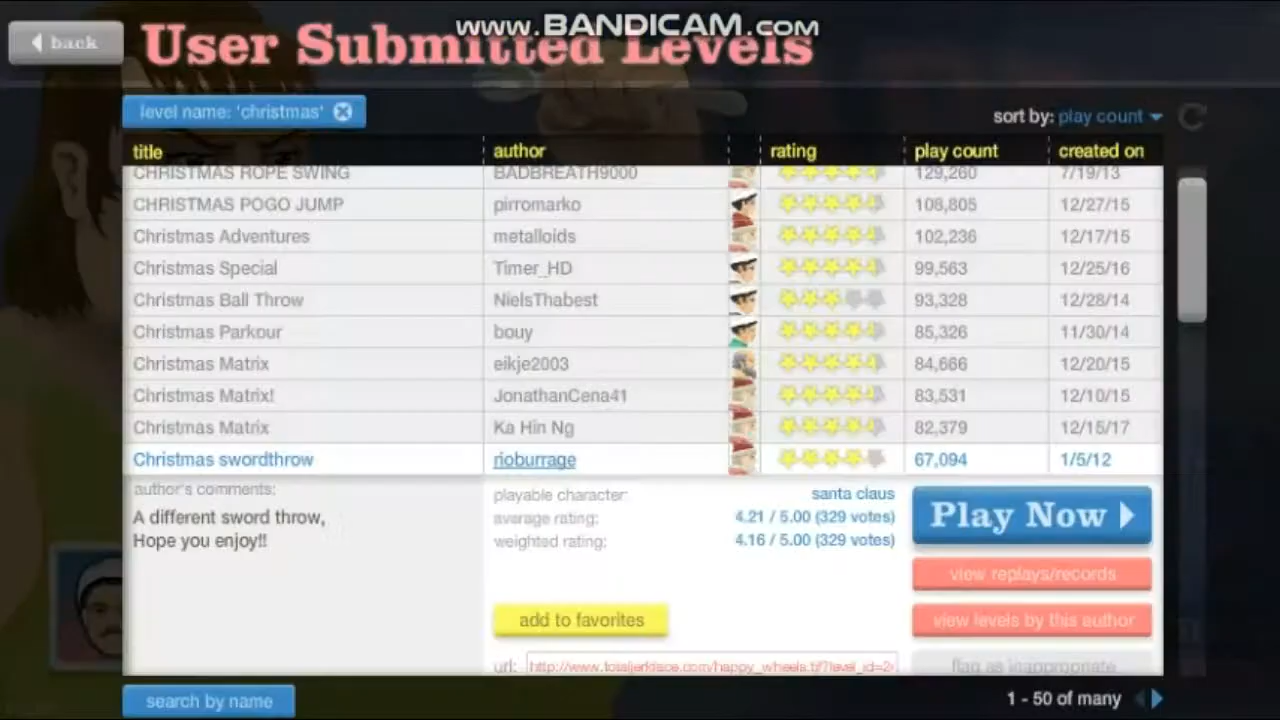 www.BANDICAM.com
back
User Submitted Levels
level name: 'christmas'
sort by: play count
title author rating play count created on
CHRISTMAS ROPE SWING BADBREATH9000 129,260 7/19/13
CHRISTMAS POGO JUMP pirromarko 108,805 12/27/15
Christmas Adventures metalloids 102,236 12/17/15
Christmas Special Timer_HD 99,563 12/25/16
Christmas Ball Throw NielsThabest 93,328 12/28/14
Christmas Parkour bouy 85,326 11/30/14
Christmas Matrix eikje2003 84,666 12/20/15
Christmas Matrix! JonathanCena41 83,531 12/10/15
Christmas Matrix Ka Hin Ng 82,379 12/15/17
Christmas swordthrow rioburrage 67,094 1/5/12
author's comments:
A different sword throw,
Hope you enjoy!!
playable character: santa claus
average rating: 4.21 / 5.00 (329 votes)
weighted rating: 4.16 / 5.00 (329 votes)
Play Now
view replays/records
add to favorites
view levels by this author
url: http://www.totaljerkface.com/happy_wheels.tjf?level_id=2
flag as inappropriate
search by name
1 - 50 of many